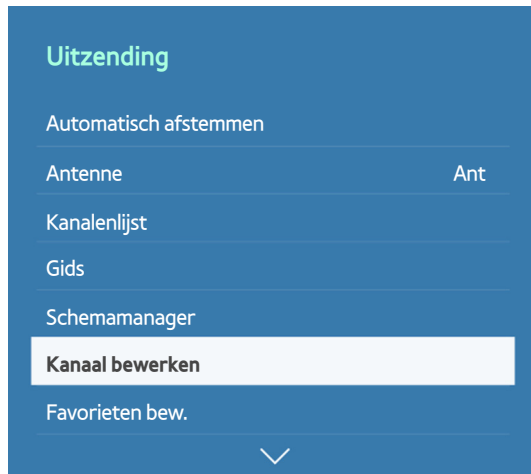 Uitzending
Automatisch afstemmen
Antenne Ant
Kanalenlijst
Gids
Schemamanager
Kanaal bewerken
Favorieten bew.